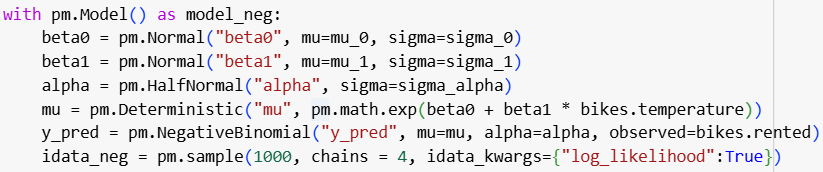 with pm.Model() as model_neg:
    beta0 = pm.Normal("beta0", mu=mu_0, sigma=sigma_0)
    beta1 = pm.Normal("beta1", mu=mu_1, sigma=sigma_1)
    alpha = pm.HalfNormal("alpha", sigma=sigma_alpha)
    mu = pm.Deterministic("mu", pm.math.exp(beta0 + beta1 * bikes.temperature))
    y_pred = pm.NegativeBinomial("y_pred", mu=mu, alpha=alpha, observed=bikes.rented)
    idata_neg = pm.sample(1000, chains = 4, idata_kwargs={"log_likelihood":True})